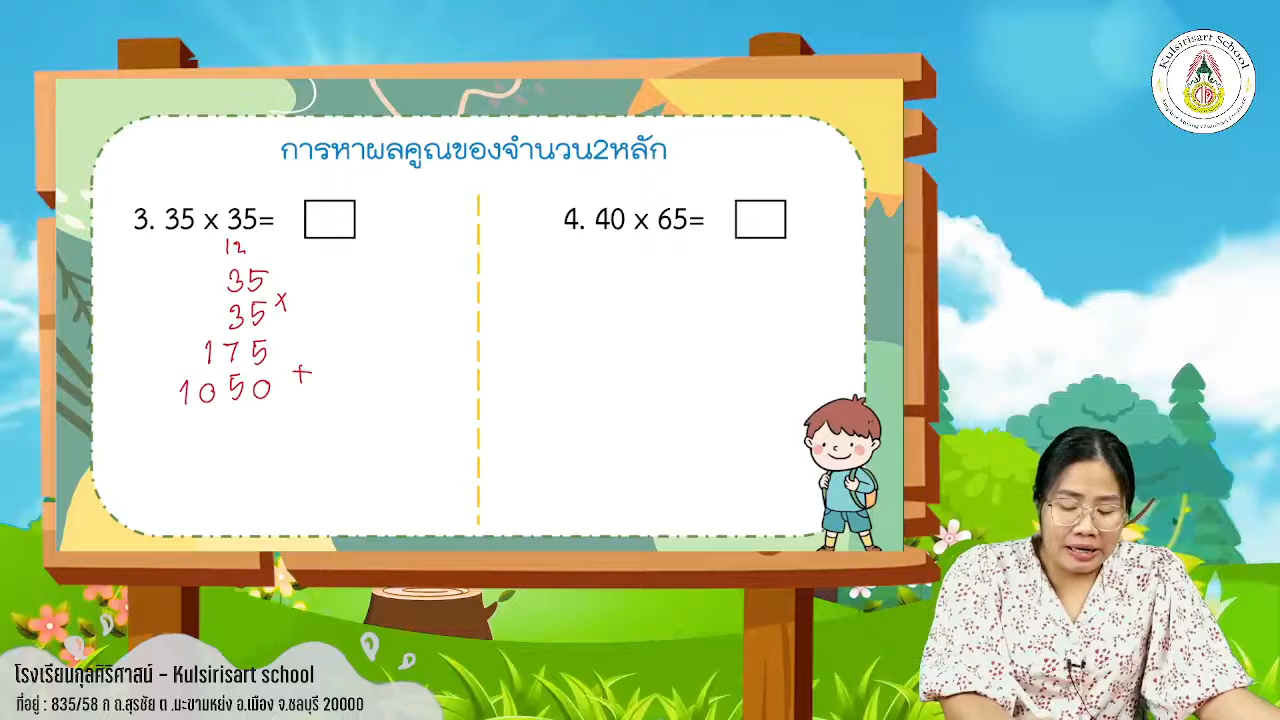 Kulsirisart School
การหาผลคูณของจำนวน2หลัก
3. 35 x 35=
12
35
35 x
175
1050 +
4. 40 x 65=
โรงเรียนกุลศิริศาสน์ - Kulsirisart school
ที่อยู่ : 835/58 ก ถ.สุรชัย ต .มะขามหย่ง อ.เมือง จ.ชลบุรี 20000